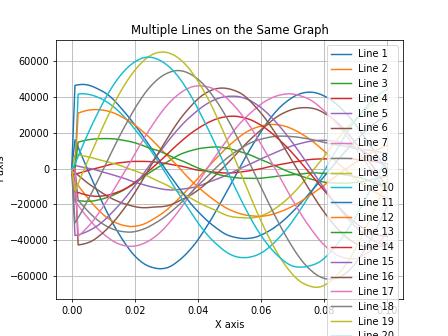 Multiple Lines on the Same Graph
60000
40000
20000
0
−20000
−40000
−60000
0.00
0.02
0.04
0.06
X axis
Line 1
Line 2
Line 3
Line 4
Line 5
Line 6
Line 7
Line 8
Line 9
Line 10
Line 11
Line 12
Line 13
Line 14
Line 15
Line 16
Line 17
Line 18
Line 19
Line 20